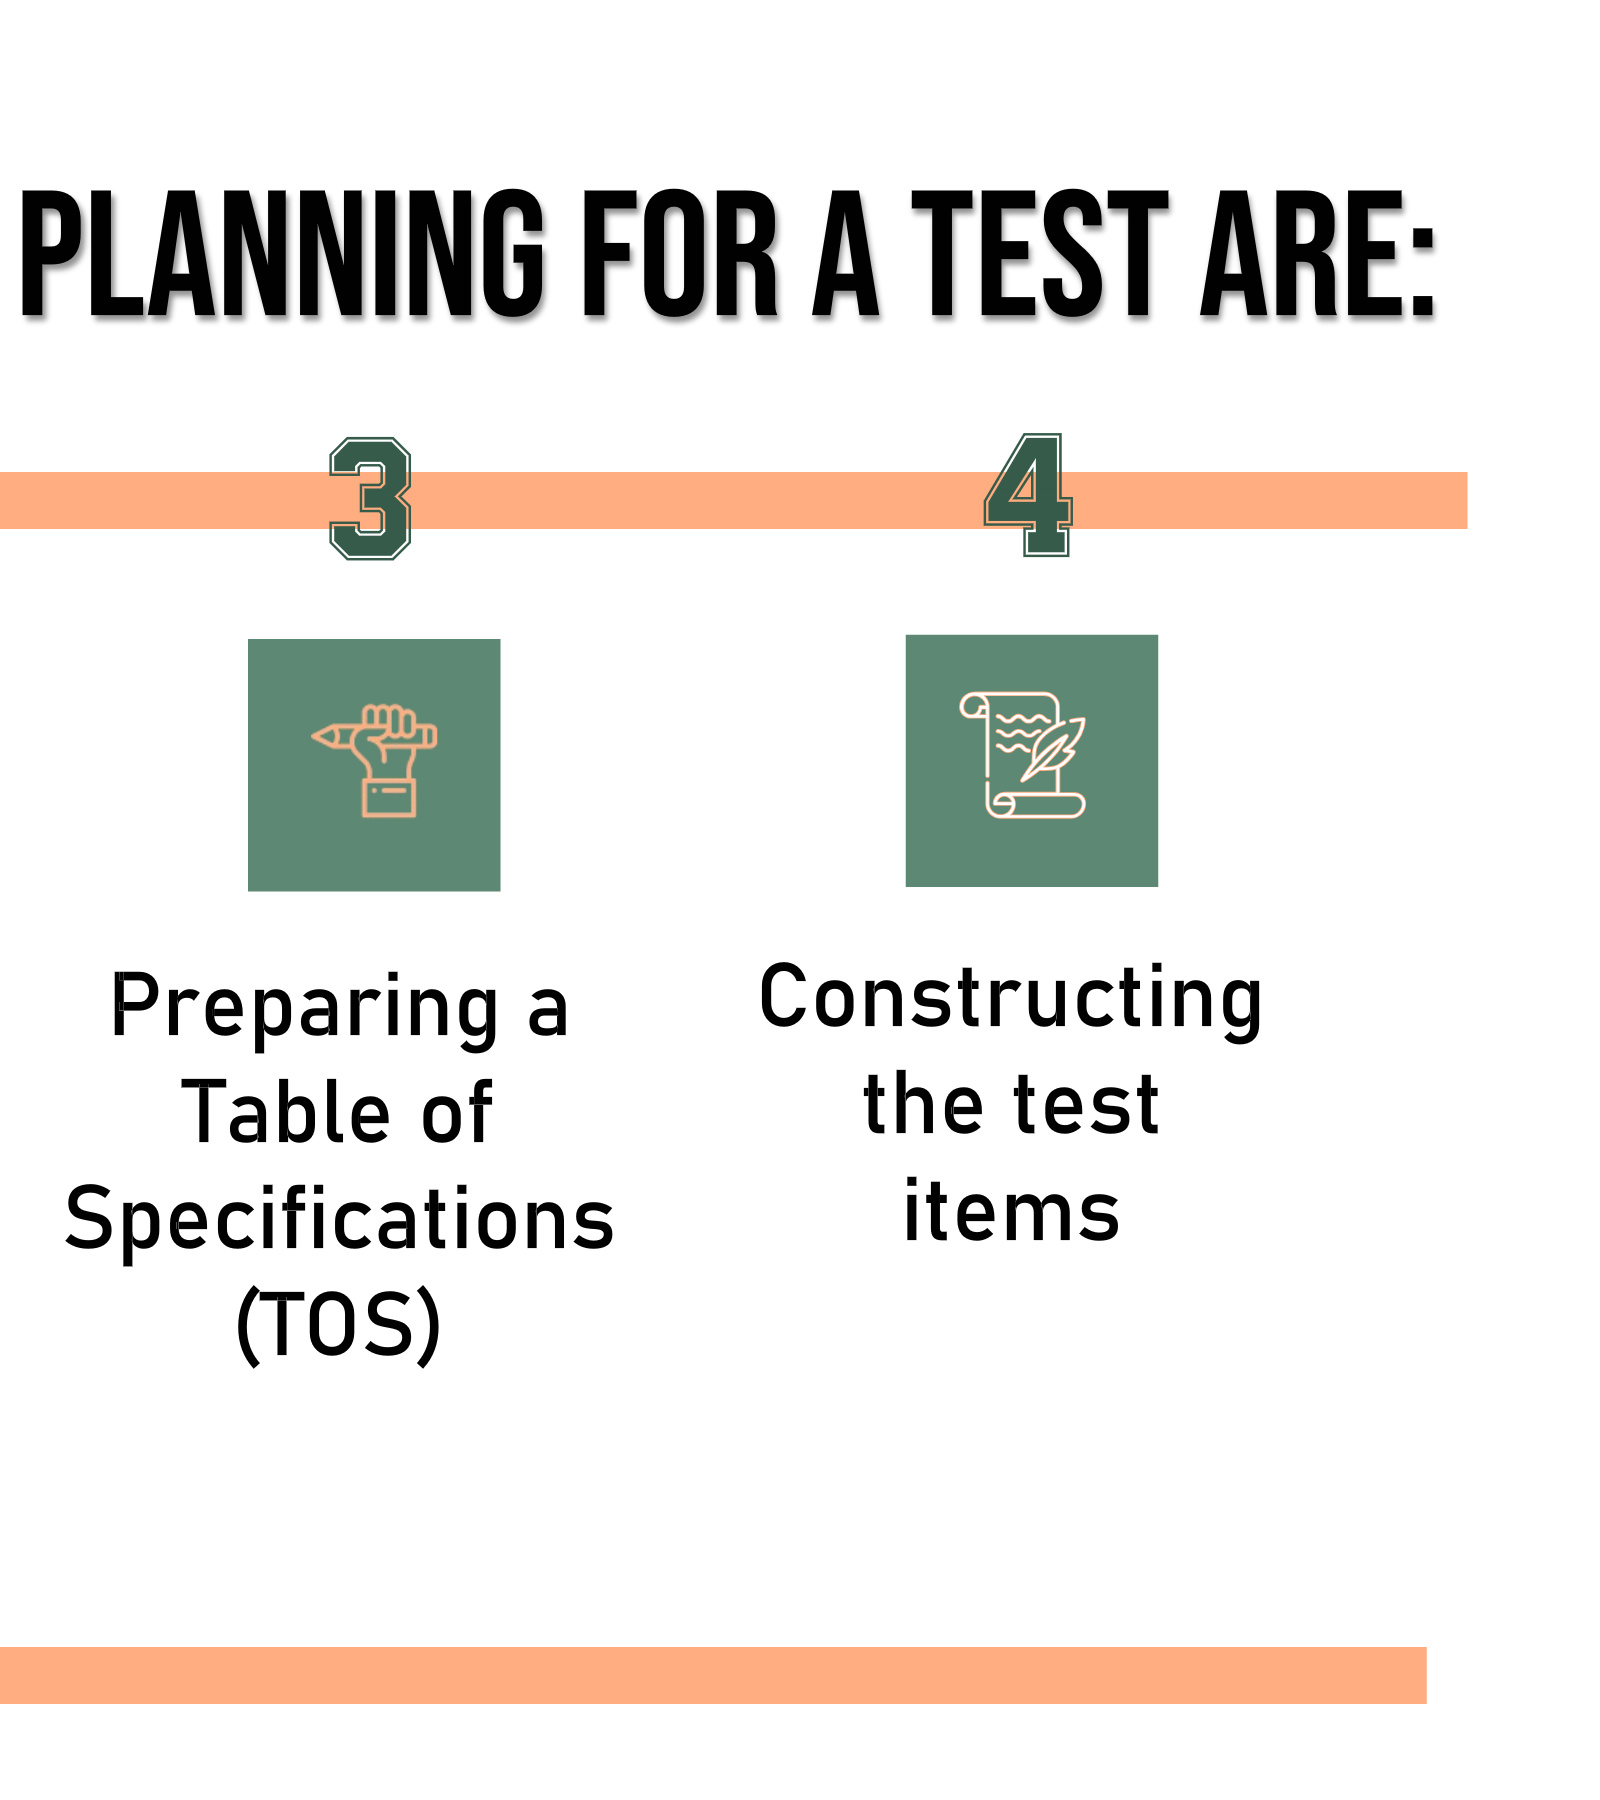 PLANNING FOR A TEST ARE:
3
4
Preparing a
Table of
Specifications
(TOS)
Constructing
the test
items